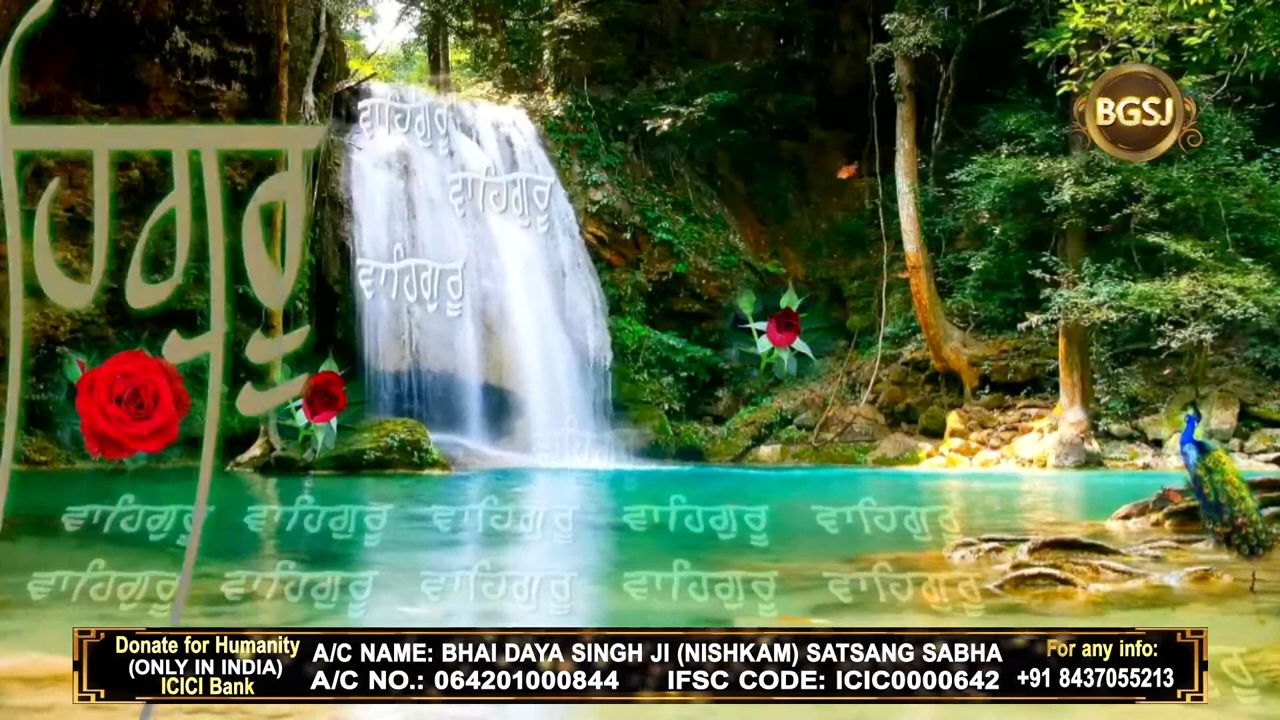 BGSJ
ਹਿਗੁਰੂ
ਵਾਹਿਗੁਰੂ
ਵਾਹਿਗੁਰੂ
ਵਾਹਿਗੁਰੂ
ਵਾਹਿਗੁਰੂ
ਵਾਹਿਗੁਰੂ ਵਾਹਿਗੁਰੂ ਵਾਹਿਗੁਰੂ ਵਾਹਿਗੁਰੂ ਵਾਹਿਗੁਰੂ
ਵਾਹਿਗੁਰੂ ਵਾਹਿਗੁਰੂ ਵਾਹਿਗੁਰੂ ਵਾਹਿਗੁਰੂ ਵਾਹਿਗੁਰੂ
Donate for Humanity
(ONLY IN INDIA)
ICICI Bank
A/C NAME: BHAI DAYA SINGH JI (NISHKAM) SATSANG SABHA
A/C NO.: 064201000844 IFSC CODE: ICIC0000642
For any info:
+91 8437055213